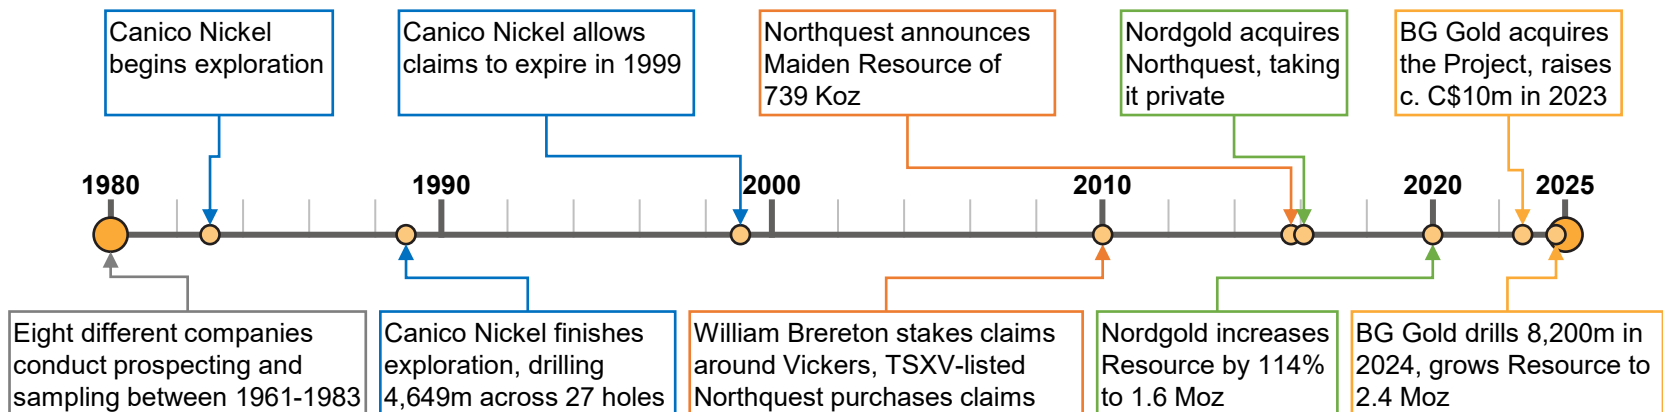 Canico Nickel
begins exploration
Canico Nickel allows
claims to expire in 1999
Northquest announces
Maiden Resource of
739 Koz
Nordgold acquires
Northquest, taking
it private
BG Gold acquires
the Project, raises
c. C$10m in 2023
1980
1990
2000
2010
2020
2025
Eight different companies
conduct prospecting and
sampling between 1961-1983
Canico Nickel finishes
exploration, drilling
4,649m across 27 holes
William Brereton stakes claims
around Vickers, TSXV-listed
Northquest purchases claims
Nordgold increases
Resource by 114%
to 1.6 Moz
BG Gold drills 8,200m in
2024, grows Resource to
2.4 Moz